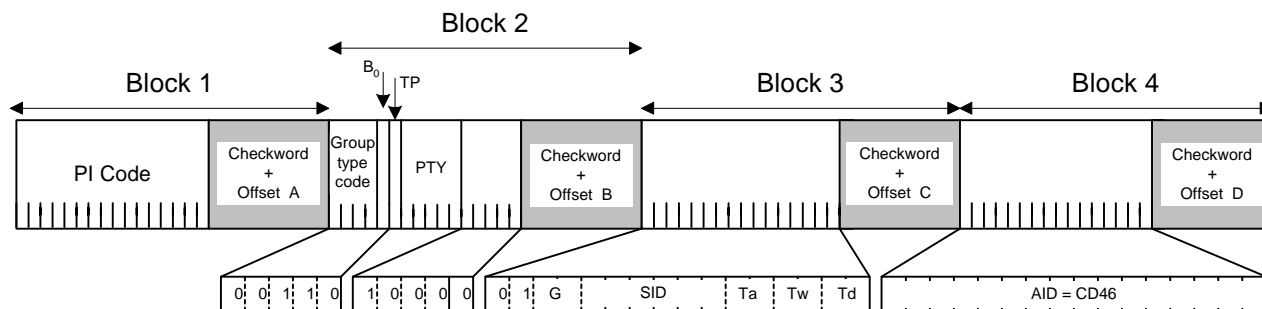 Block 2
B0
TP
Block 1
Block 3
Block 4
PI Code
Checkword
+
Offset A
Group
type
code
PTY
Checkword
+
Offset B
Checkword
+
Offset C
Checkword
+
Offset D
0 0 1 1 0
1 0 0 0 0
0 1 G SID Ta Tw Td
AID = CD46